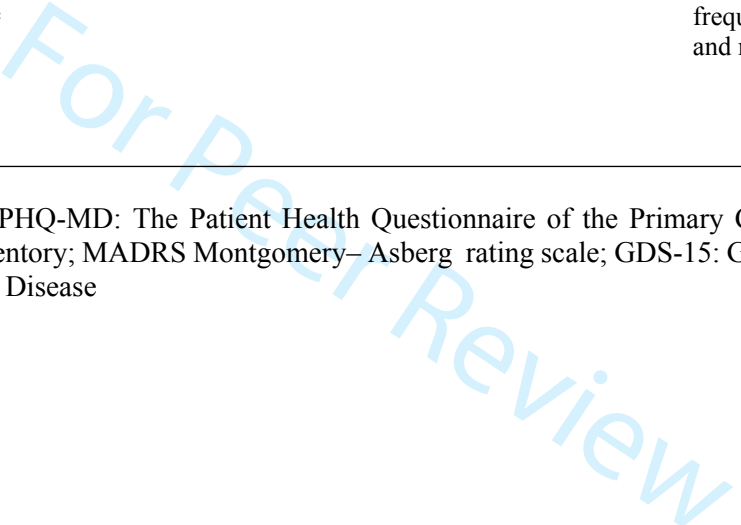 frequ
and r
PHQ-MD: The Patient Health Questionnaire of the Primary C
entory; MADRS Montgomery– Asberg rating scale; GDS-15: G
Disease
For Peer Review